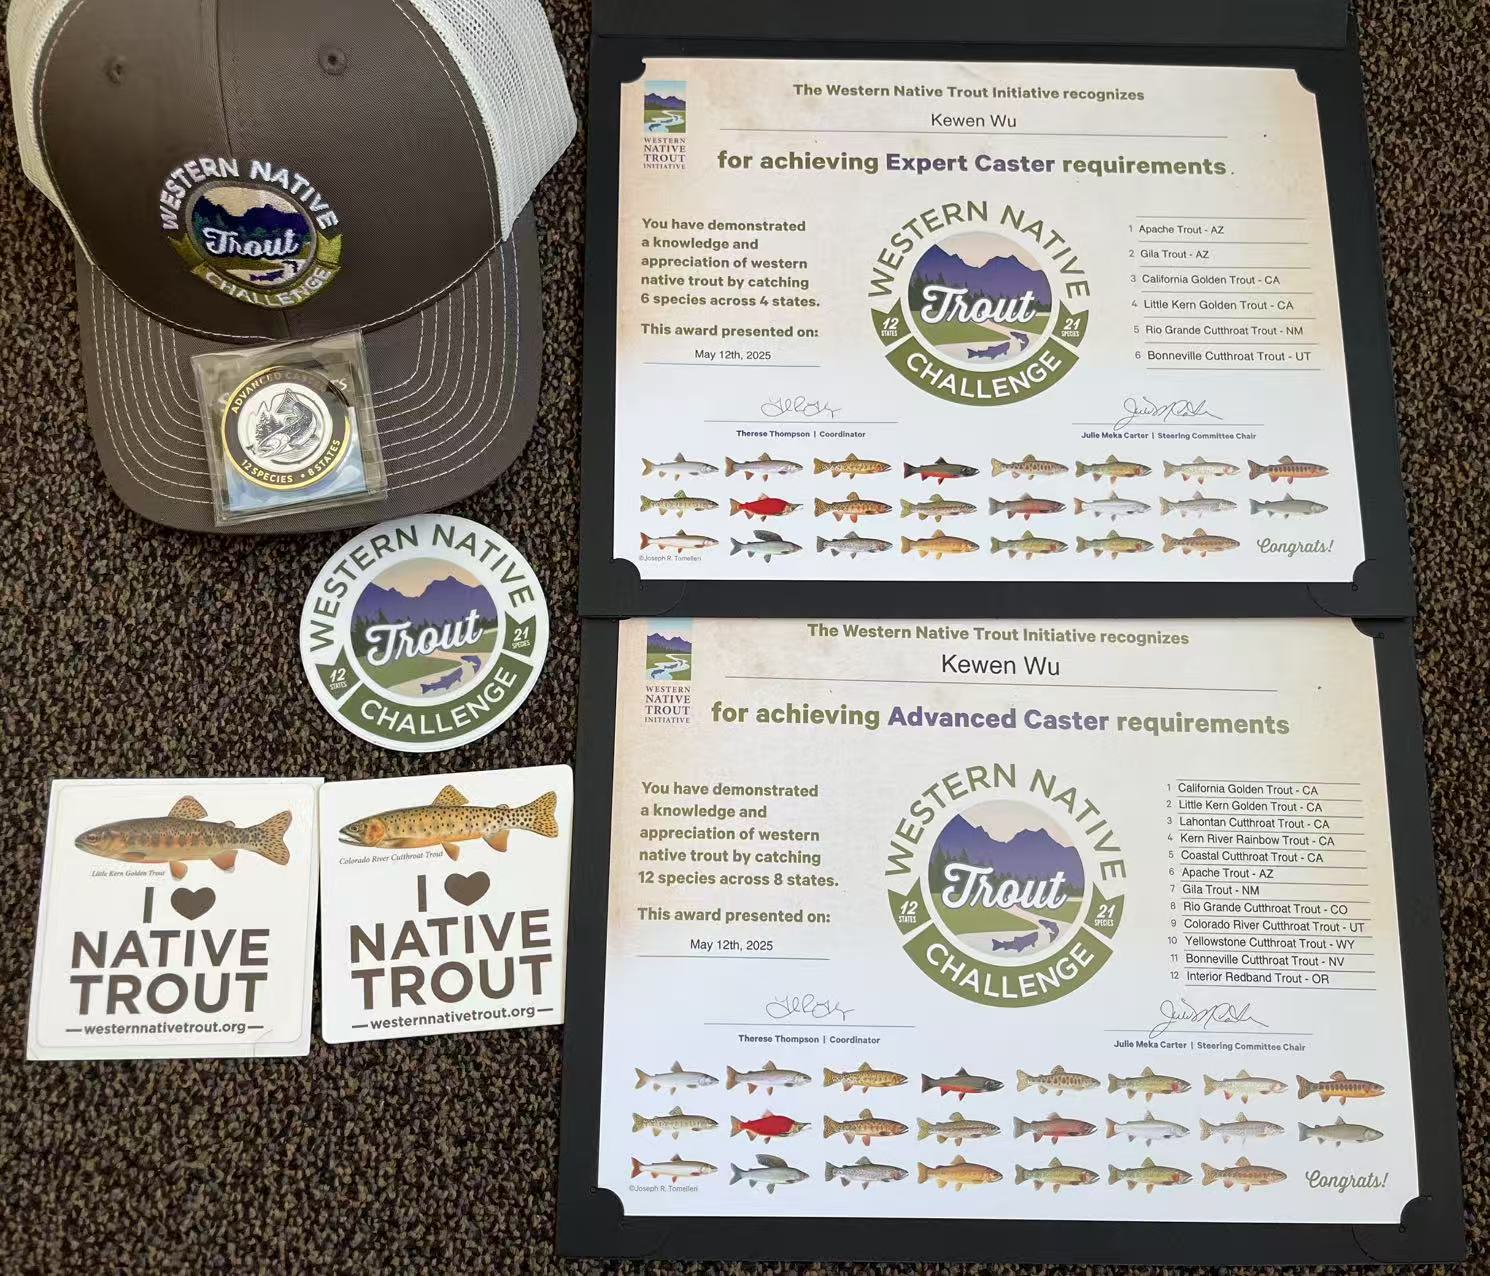 WESTERN NATIVE
Trout
CHALLENGE
ADVANCED
12 SPECIES • 8 STATES
WESTERN NATIVE
Trout
12
STATES
21
SPECIES
CHALLENGE
Little Kern Golden Trout
I
NATIVE
TROUT
westernnativetrout.org
Colorado River Cutthroat Trout
I
NATIVE
TROUT
westernnativetrout.org
WESTERN
NATIVE
TROUT
INITIATIVE
The Western Native Trout Initiative recognizes
Kewen Wu
for achieving Expert Caster requirements.
You have demonstrated
a knowledge and
appreciation of western
native trout by catching
6 species across 4 states.
This award presented on:
May 12th, 2025
WESTERN NATIVE
Trout
12
STATES
21
SPECIES
CHALLENGE
1 Apache Trout - AZ
2 Gila Trout - AZ
3 California Golden Trout - CA
4 Little Kern Golden Trout - CA
5 Rio Grande Cutthroat Trout - NM
6 Bonneville Cutthroat Trout - UT
Therese Thompson | Coordinator
Julie Meka Carter | Steering Committee Chair
©Joseph R. Tomelleri
Congrats!
WESTERN
NATIVE
TROUT
INITIATIVE
The Western Native Trout Initiative recognizes
Kewen Wu
for achieving Advanced Caster requirements
You have demonstrated
a knowledge and
appreciation of western
native trout by catching
12 species across 8 states.
This award presented on:
May 12th, 2025
WESTERN NATIVE
Trout
12
STATES
21
SPECIES
CHALLENGE
1 California Golden Trout - CA
2 Little Kern Golden Trout - CA
3 Lahontan Cutthroat Trout - CA
4 Kern River Rainbow Trout - CA
5 Coastal Cutthroat Trout - CA
6 Apache Trout - AZ
7 Gila Trout - NM
8 Rio Grande Cutthroat Trout - CO
9 Colorado River Cutthroat Trout - UT
10 Yellowstone Cutthroat Trout - WY
11 Bonneville Cutthroat Trout - NV
12 Interior Redband Trout - OR
Therese Thompson | Coordinator
Julie Meka Carter | Steering Committee Chair
©Joseph R. Tomelleri
Congrats!